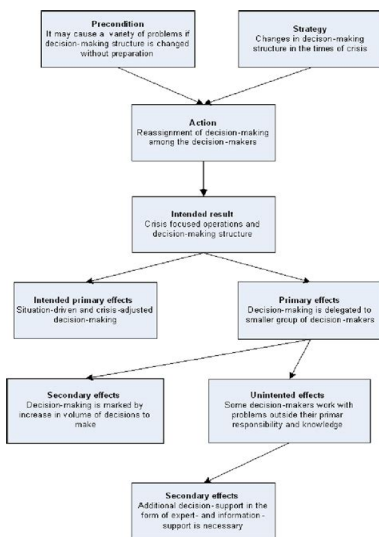 Precondition
It may cause a variety of problems if
decision-making structure is changed
without preparation
Strategy
Changes in decison-making
structure in the times of crisis
Action
Reassignment of decision-making
among the decision-makers
Intended result
Crisis focused operations and
decision-making structure
Intended primary effects
Situation-driven and crisis-adjusted
decision-making
Primary effects
Decision-making is delegated to
smaller group of decision-makers
Secondary effects
Decision-making is marked by
increase in volume of decisions to
make
Unintended effects
Some decision-makers work with
problems outside their primar
responsibility and knowledge
Secondary effects
Additional decision-support in the
form of expert- and information-
support is necessary